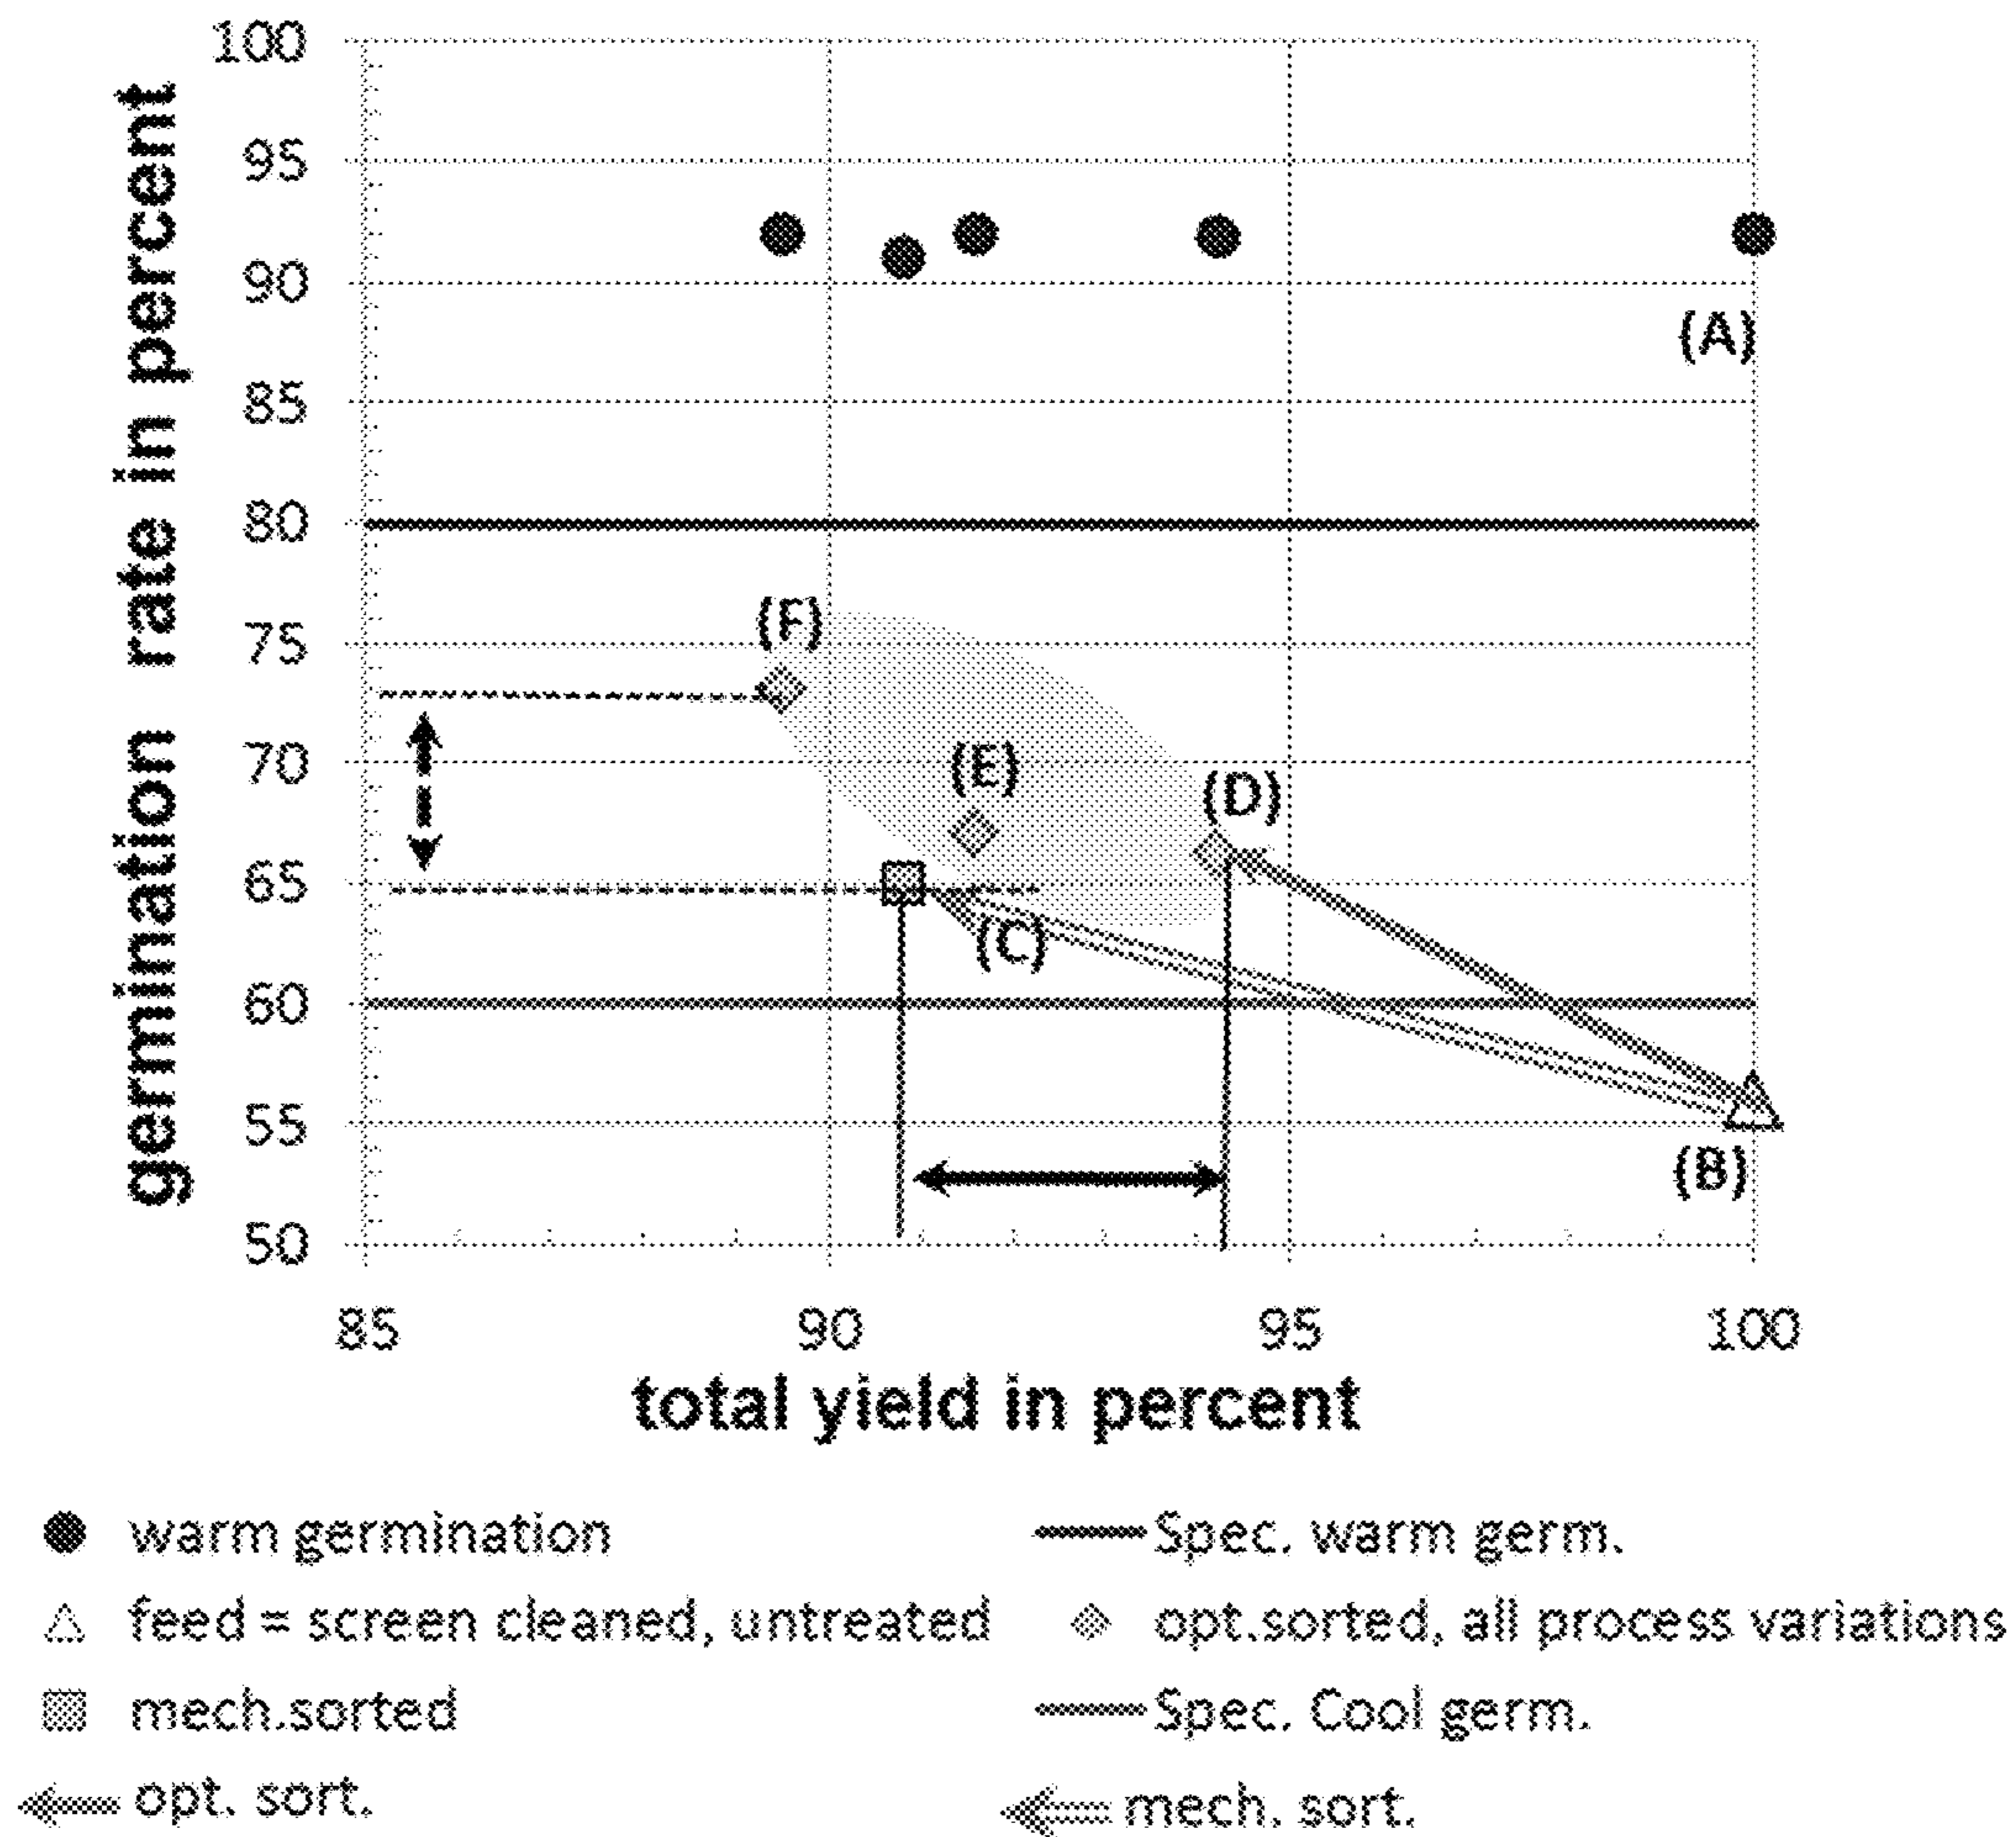 germination rate in percent
100
95
90
85
80
75
70
65
60
55
50
(A)
(F)
(E)
(D)
(C)
(B)
85 90 95 100
total yield in percent
warm germination
Spec. warm germ.
feed = screen cleaned, untreated
opt.sorted, all process variations
mech.sorted
Spec. Cool germ.
opt. sort.
mech. sort.